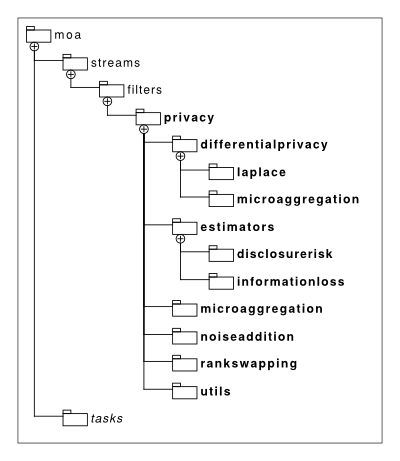 moa
streams
filters
privacy
differentialprivacy
laplace
microaggregation
estimators
disclosurerisk
informationloss
microaggregation
noiseaddition
rankswapping
utils
tasks